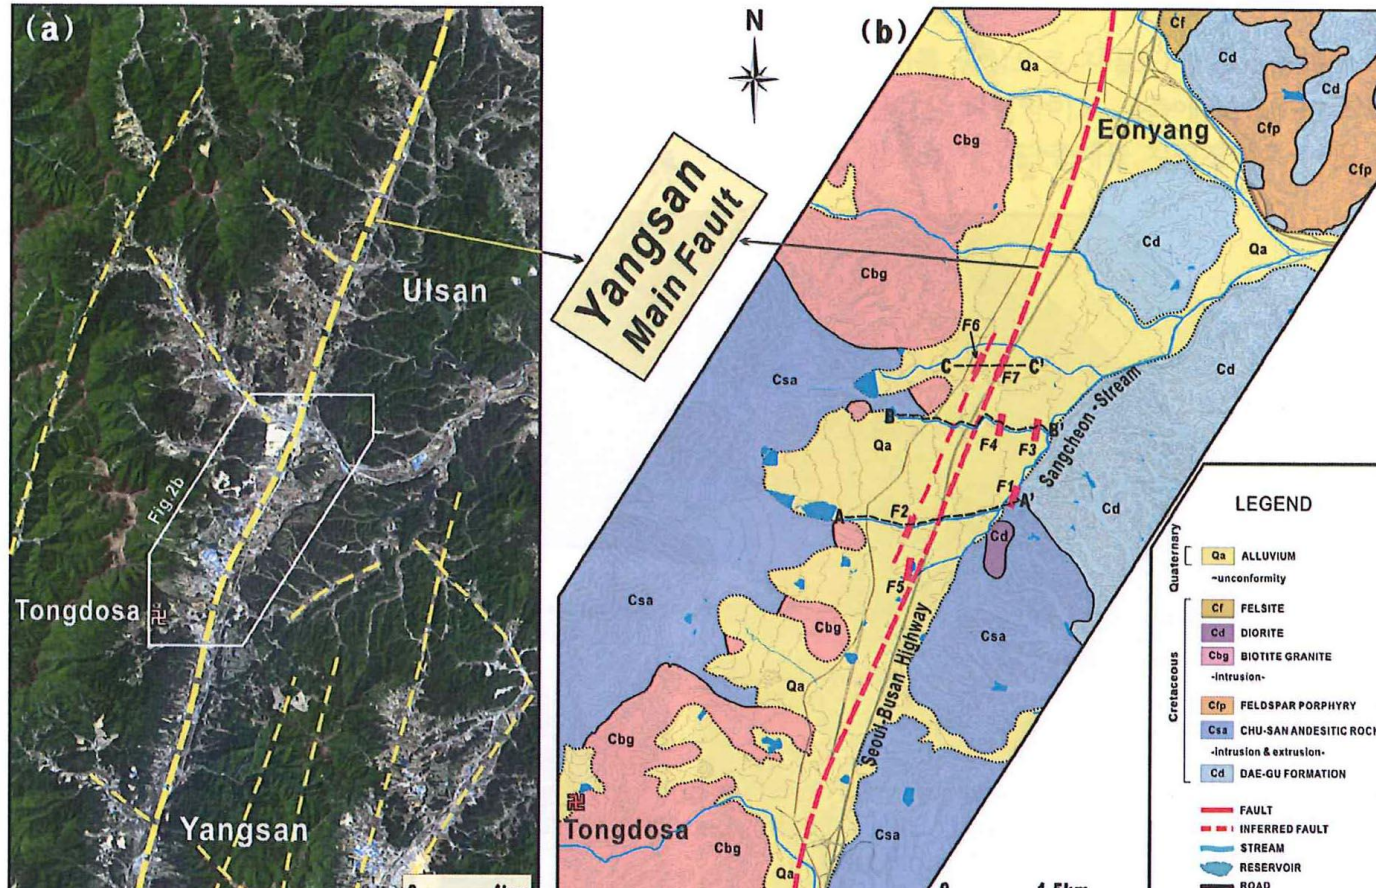 (a)
Ulsan
Fig.2b
Tongdosa
Yangsan
N
Yangsan
Main Fault
(b)
Cf
Cd
Qa
Eonyang
Cd
Cfp
Cfp
Cbg
Cd
Qa
Cbg
F6
C
C'
F7
Csa
Cd
B
B'
Qa
F4
F3
Sangcheon-Stream
F1
A'
A
F2
Cd
Cd
F5
Csa
Csa
Cbg
Seoul-Busan Highway
Qa
Cbg
Tongdosa
Csa
Cbg
Qa
LEGEND
Quaternary
Qa ALLUVIUM
~unconformity
Cretaceous
Cf FELSITE
Cd DIORITE
Cbg BIOTITE GRANITE
-intrusion-
Cfp FELDSPAR PORPHYRY
Csa CHU-SAN ANDESITIC ROCK
-intrusion & extrusion-
Cd DAE-GU FORMATION
FAULT
INFERRED FAULT
STREAM
RESERVOIR
ROAD